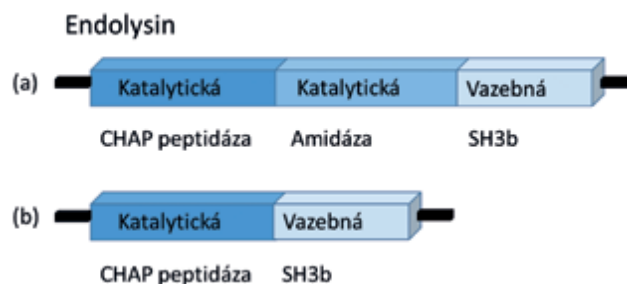 Endolysin
(a) Katalytická Katalytická Vazebná
CHAP peptidáza Amidáza SH3b
(b) Katalytická Vazebná
CHAP peptidáza SH3b